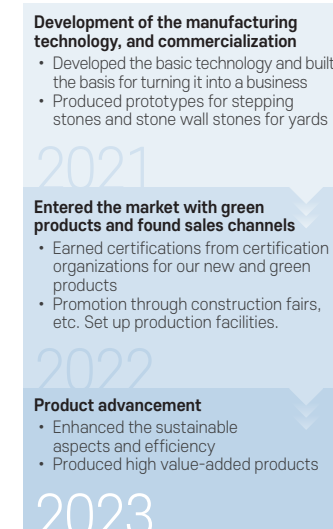 Development of the manufacturing
technology, and commercialization
• Developed the basic technology and built
the basis for turning it into a business
• Produced prototypes for stepping
stones and stone wall stones for yards
2021
Entered the market with green
products and found sales channels
• Earned certifications from certification
organizations for our new and green
products
• Promotion through construction fairs,
etc. Set up production facilities.
2022
Product advancement
• Enhanced the sustainable
aspects and efficiency
• Produced high value-added products
2023